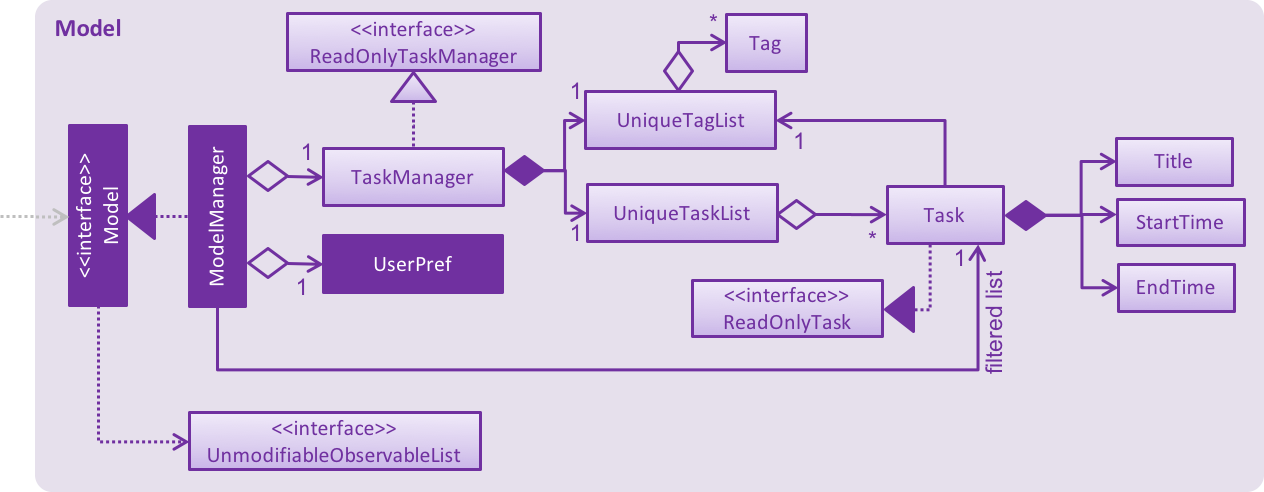 Model
<<interface>>
ReadOnlyTaskManager
*
Tag
1
UniqueTagList
1
<<interface>>
Model
ModelManager
1
TaskManager
Title
UniqueTaskList
1
Task
*
StartTime
UserPref
1
1
filtered list
EndTime
<<interface>>
ReadOnlyTask
<<interface>>
UnmodifiableObservableList